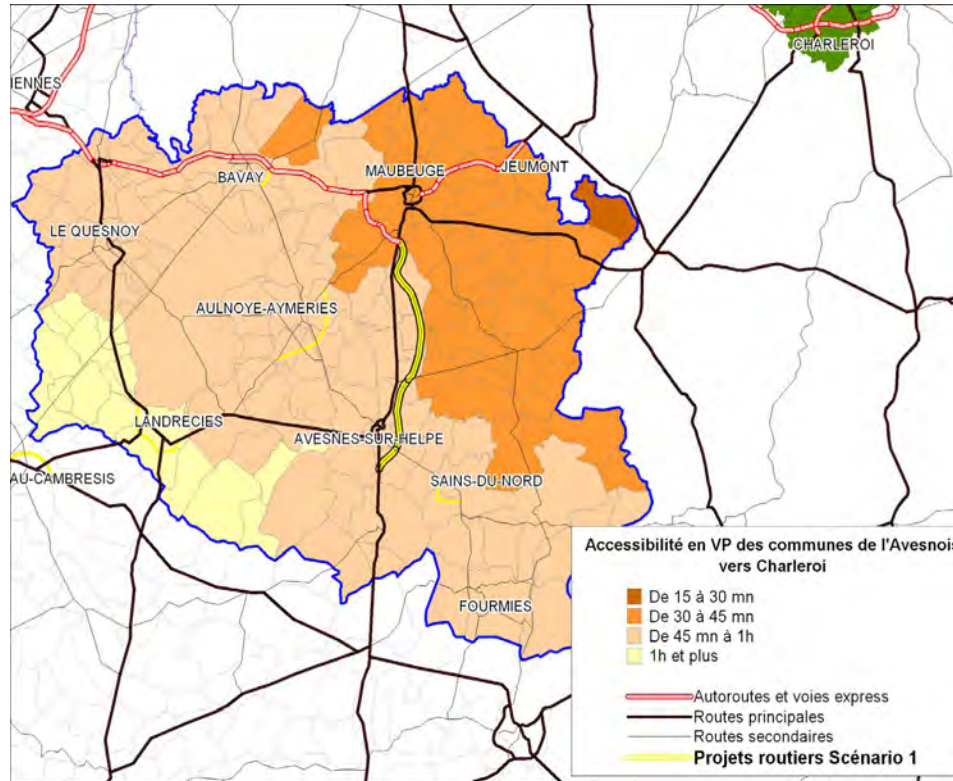 CHARLEROI
IENNES
MAUBEUGE
JEUMONT
BAVAY
LE QUESNOY
AULNOYE-AYMERIES
LANDRECIES
AVESNES-SUR-HELPE
AU-CAMBRESIS
SAINS-DU-NORD
FOURMIES
Accessibilité en VP des communes de l'Avesnois
vers Charleroi
De 15 à 30 mn
De 30 à 45 mn
De 45 mn à 1h
1h et plus
Autoroutes et voies express
Routes principales
Routes secondaires
Projets routiers Scénario 1